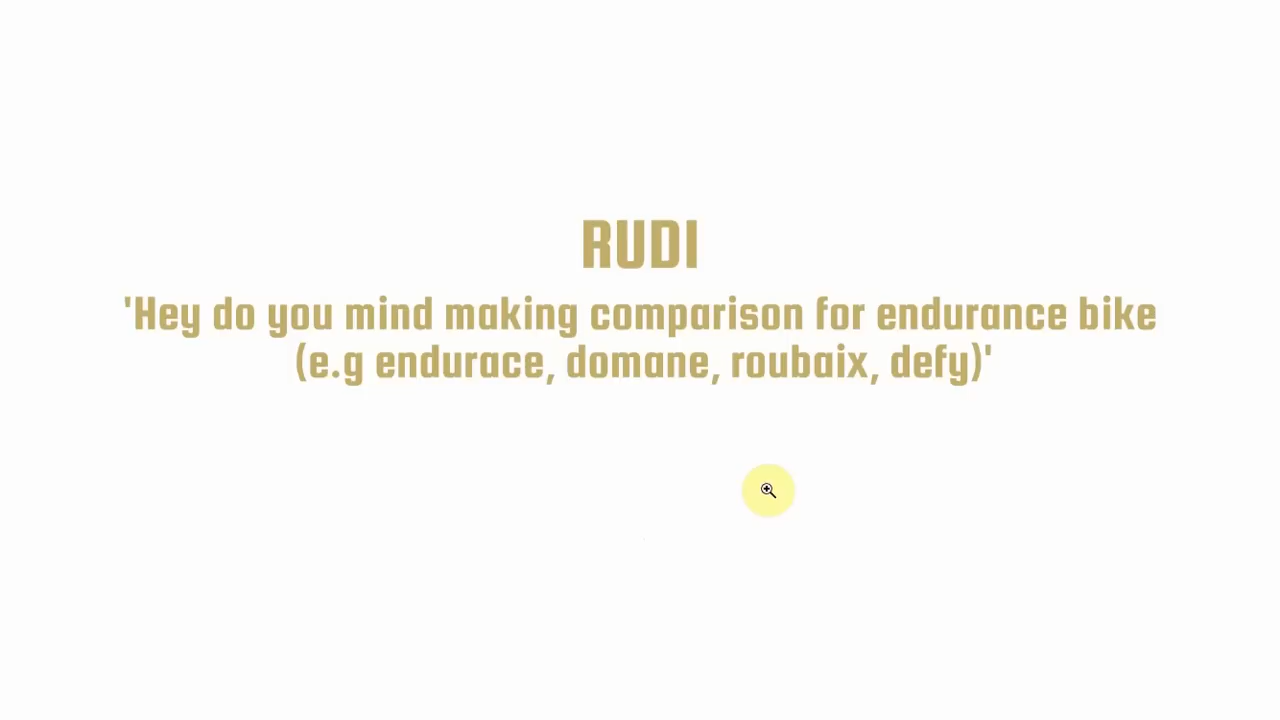 RUDI
'Hey do you mind making comparison for endurance bike
(e.g endurace, domane, roubaix, defy)'